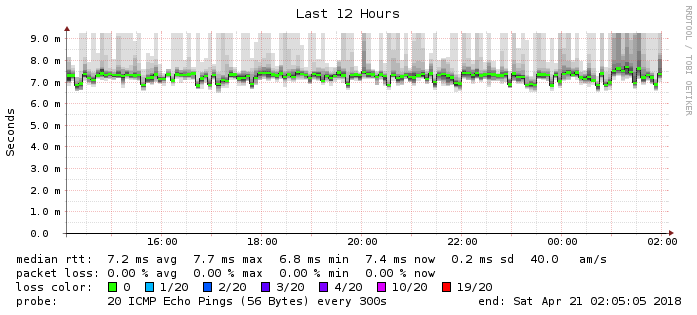 Last 12 Hours
RRDTOOL / TOBI OETIKER
Seconds
9.0 m
8.0 m
7.0 m
6.0 m
5.0 m
4.0 m
3.0 m
2.0 m
1.0 m
0.0
16:00 18:00 20:00 22:00 00:00 02:00
median rtt: 7.2 ms avg 7.7 ms max 6.8 ms min 7.4 ms now 0.2 ms sd 40.0 am/s
packet loss: 0.00 % avg 0.00 % max 0.00 % min 0.00 % now
loss color: 0 1/20 2/20 3/20 4/20 10/20 19/20
probe: 20 ICMP Echo Pings (56 Bytes) every 300s end: Sat Apr 21 02:05:05 2018